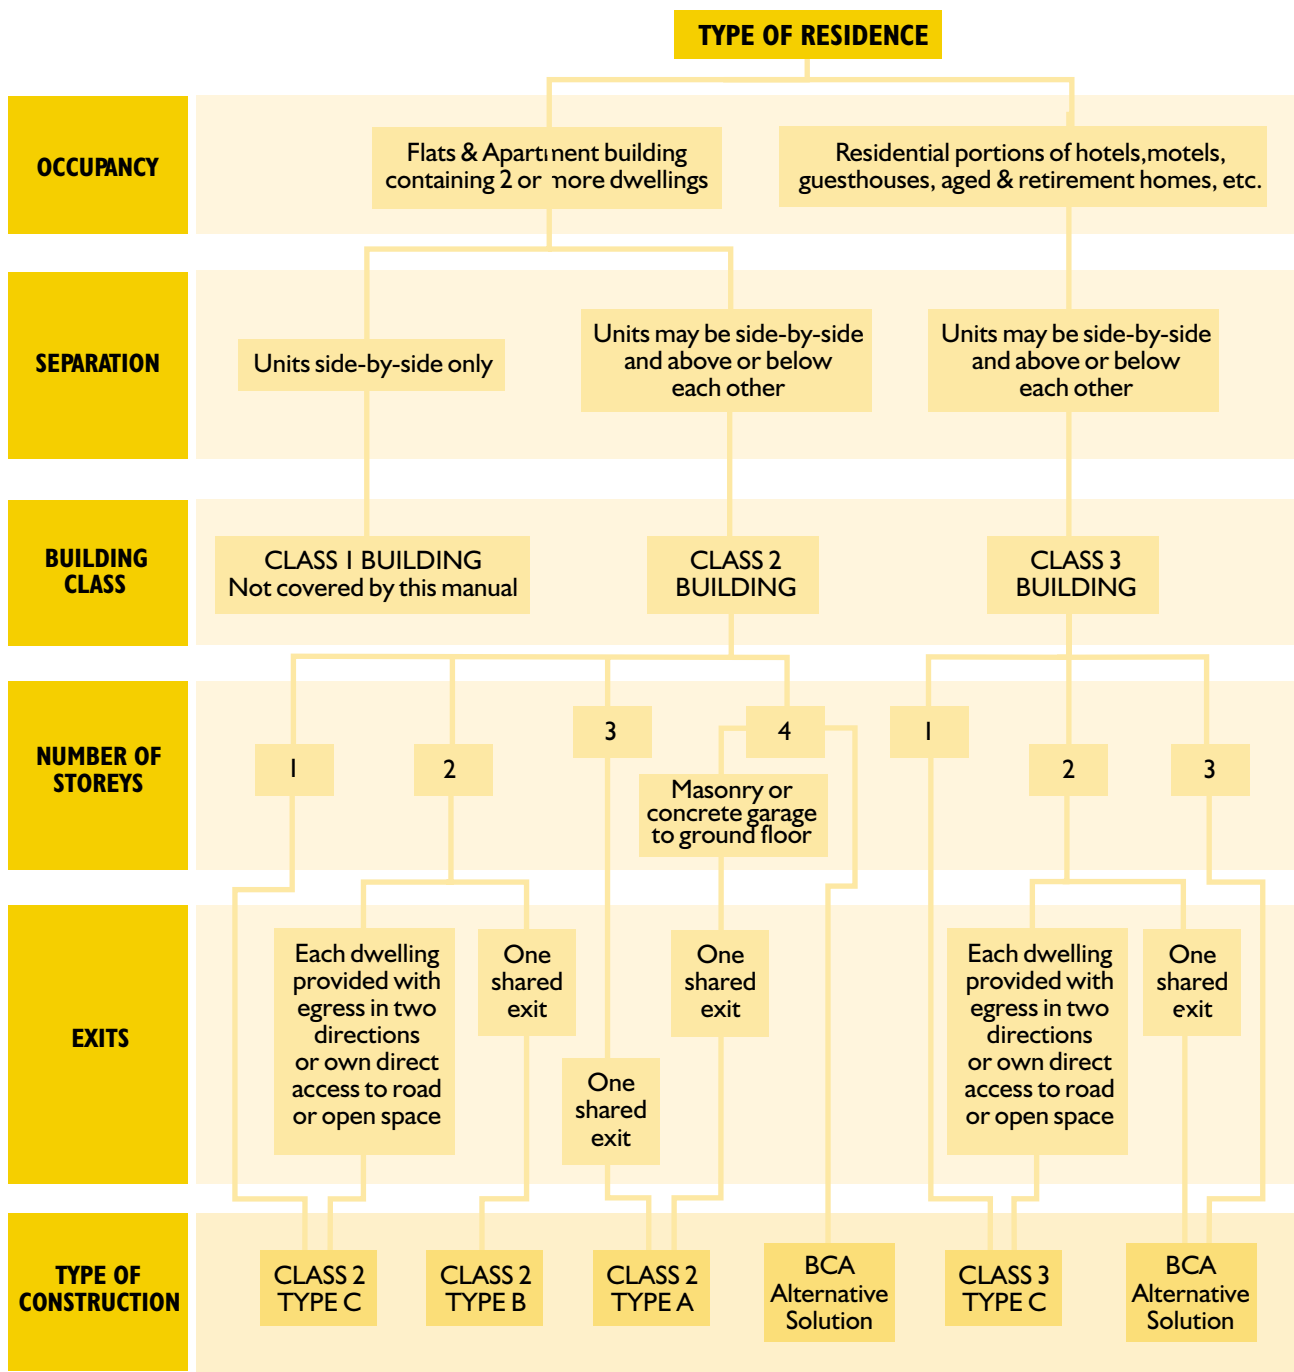 TYPE OF RESIDENCE
OCCUPANCY
Flats & Apartment building
containing 2 or more dwellings
Residential portions of hotels, motels,
guesthouses, aged & retirement homes, etc.
SEPARATION
Units side-by-side only
Units may be side-by-side
and above or below
each other
Units may be side-by-side
and above or below
each other
BUILDING
CLASS
CLASS 1 BUILDING
Not covered by this manual
CLASS 2
BUILDING
CLASS 3
BUILDING
NUMBER OF
STOREYS
1
2
3
4
Masonry or
concrete garage
to ground floor
1
2
3
EXITS
Each dwelling
provided with
egress in two
directions
or own direct
access to road
or open space
One
shared
exit
One
shared
exit
One
shared
exit
Each dwelling
provided with
egress in two
directions
or own direct
access to road
or open space
One
shared
exit
TYPE OF
CONSTRUCTION
CLASS 2
TYPE C
CLASS 2
TYPE B
CLASS 2
TYPE A
BCA
Alternative
Solution
CLASS 3
TYPE C
BCA
Alternative
Solution